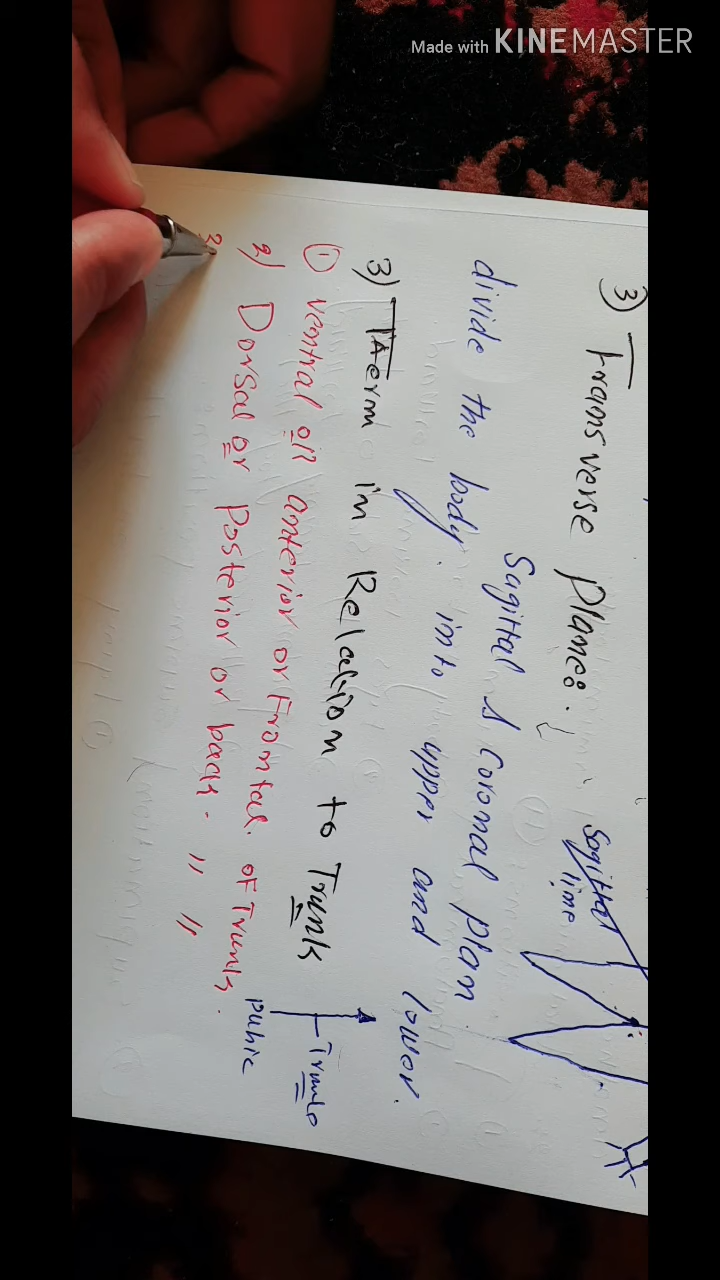 Made with KINEMASTER
3) Transverse Plane:
Sagittal
line
Sagittal & Coronal Plan
divide the body into upper and lower.
3) Term in Relation to Trunk
Trunk
1) ventral or anterior or Frontal. of Trunk.
Pubic
2) Dorsal or Posterior or back. " "
3